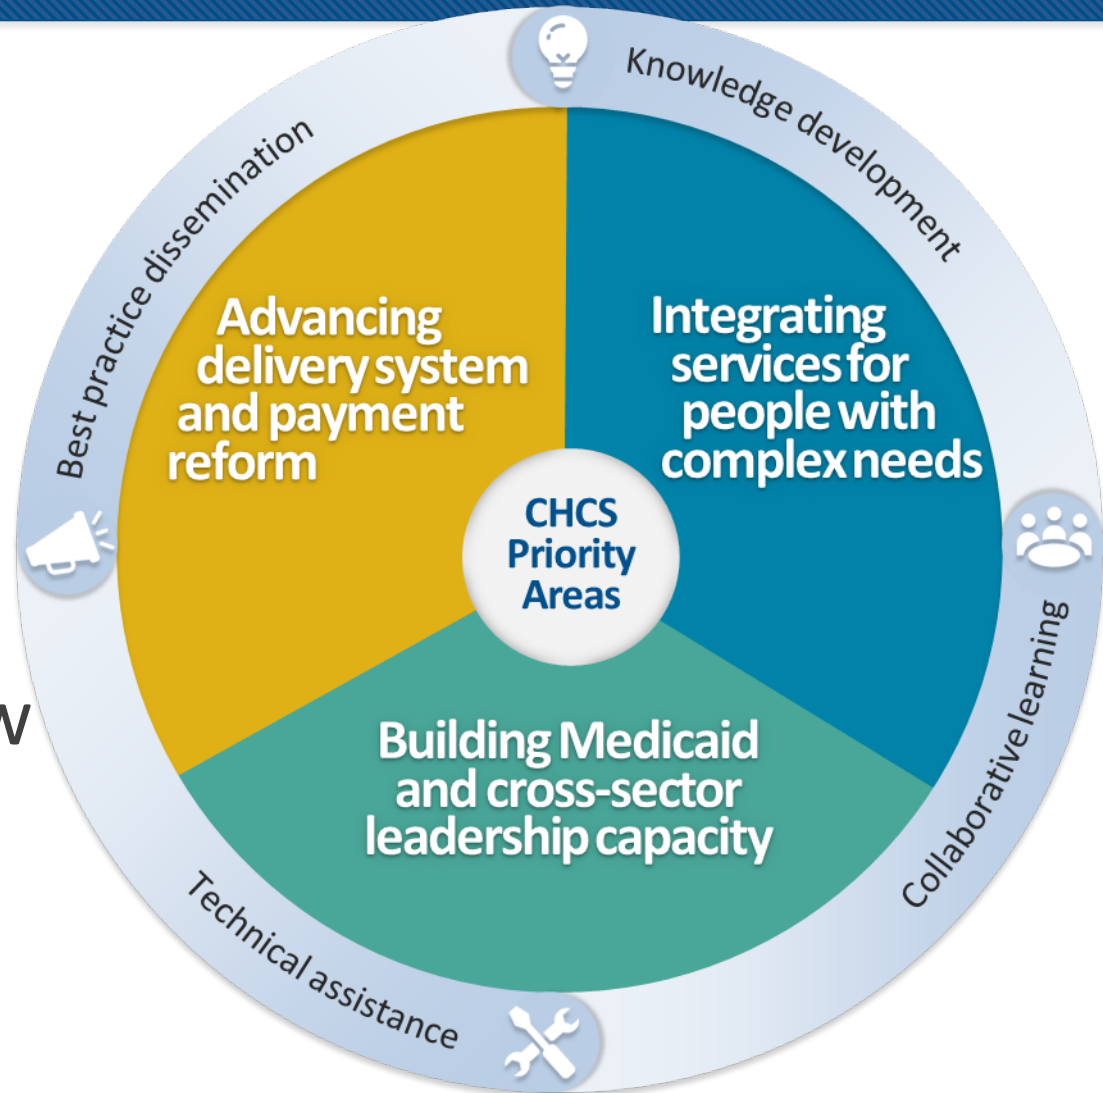 Knowledge development
Best practice dissemination
Advancing
delivery system
and payment
reform
Integrating
services for
people with
complex needs
CHCS
Priority
Areas
w
Building Medicaid
and cross-sector
leadership capacity
Collaborative learning
Technical assistance